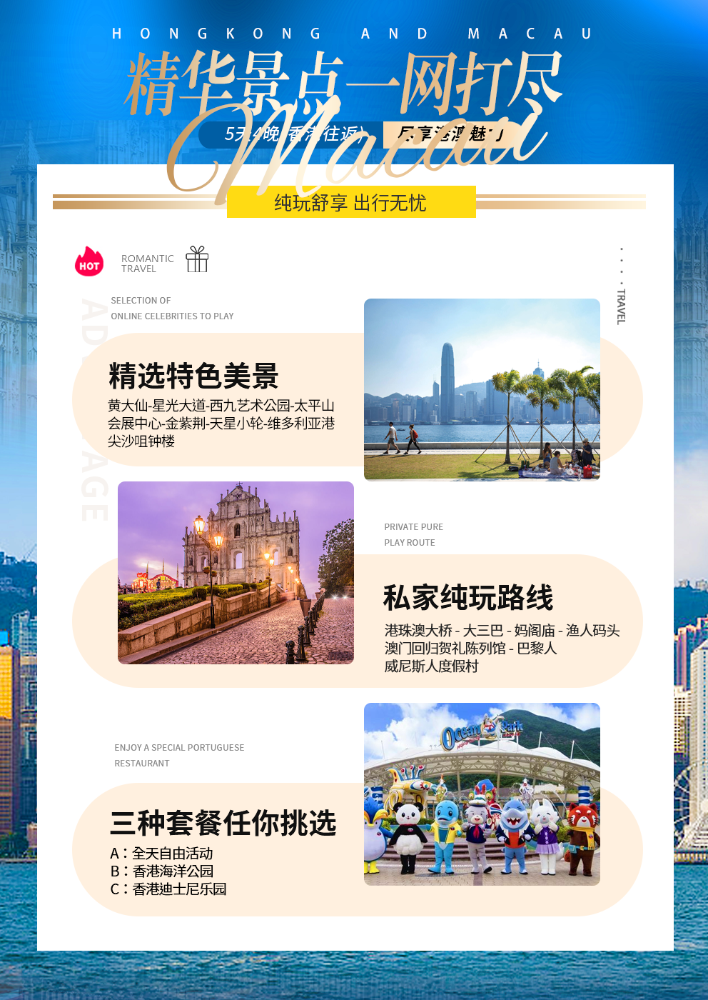 HONGKONG AND MACAU
精华景点一网打尽
Macau
5天4晚(香港往返)
尽享港澳魅力
纯玩舒享 出行无忧
HOT
ROMANTIC
TRAVEL
TRAVEL
SELECTION OF
ONLINE CELEBRITIES TO PLAY
精选特色美景
黄大仙-星光大道-西九艺术公园-太平山
会展中心-金紫荆-天星小轮-维多利亚港
尖沙咀钟楼
PRIVATE PURE
PLAY ROUTE
私家纯玩路线
港珠澳大桥 - 大三巴 - 妈阁庙 - 渔人码头
澳门回归贺礼陈列馆 - 巴黎人
威尼斯人度假村
ENJOY A SPECIAL PORTUGUESE
RESTAURANT
Ocean Park
三种套餐任你挑选
A：全天自由活动
B：香港海洋公园
C：香港迪士尼乐园